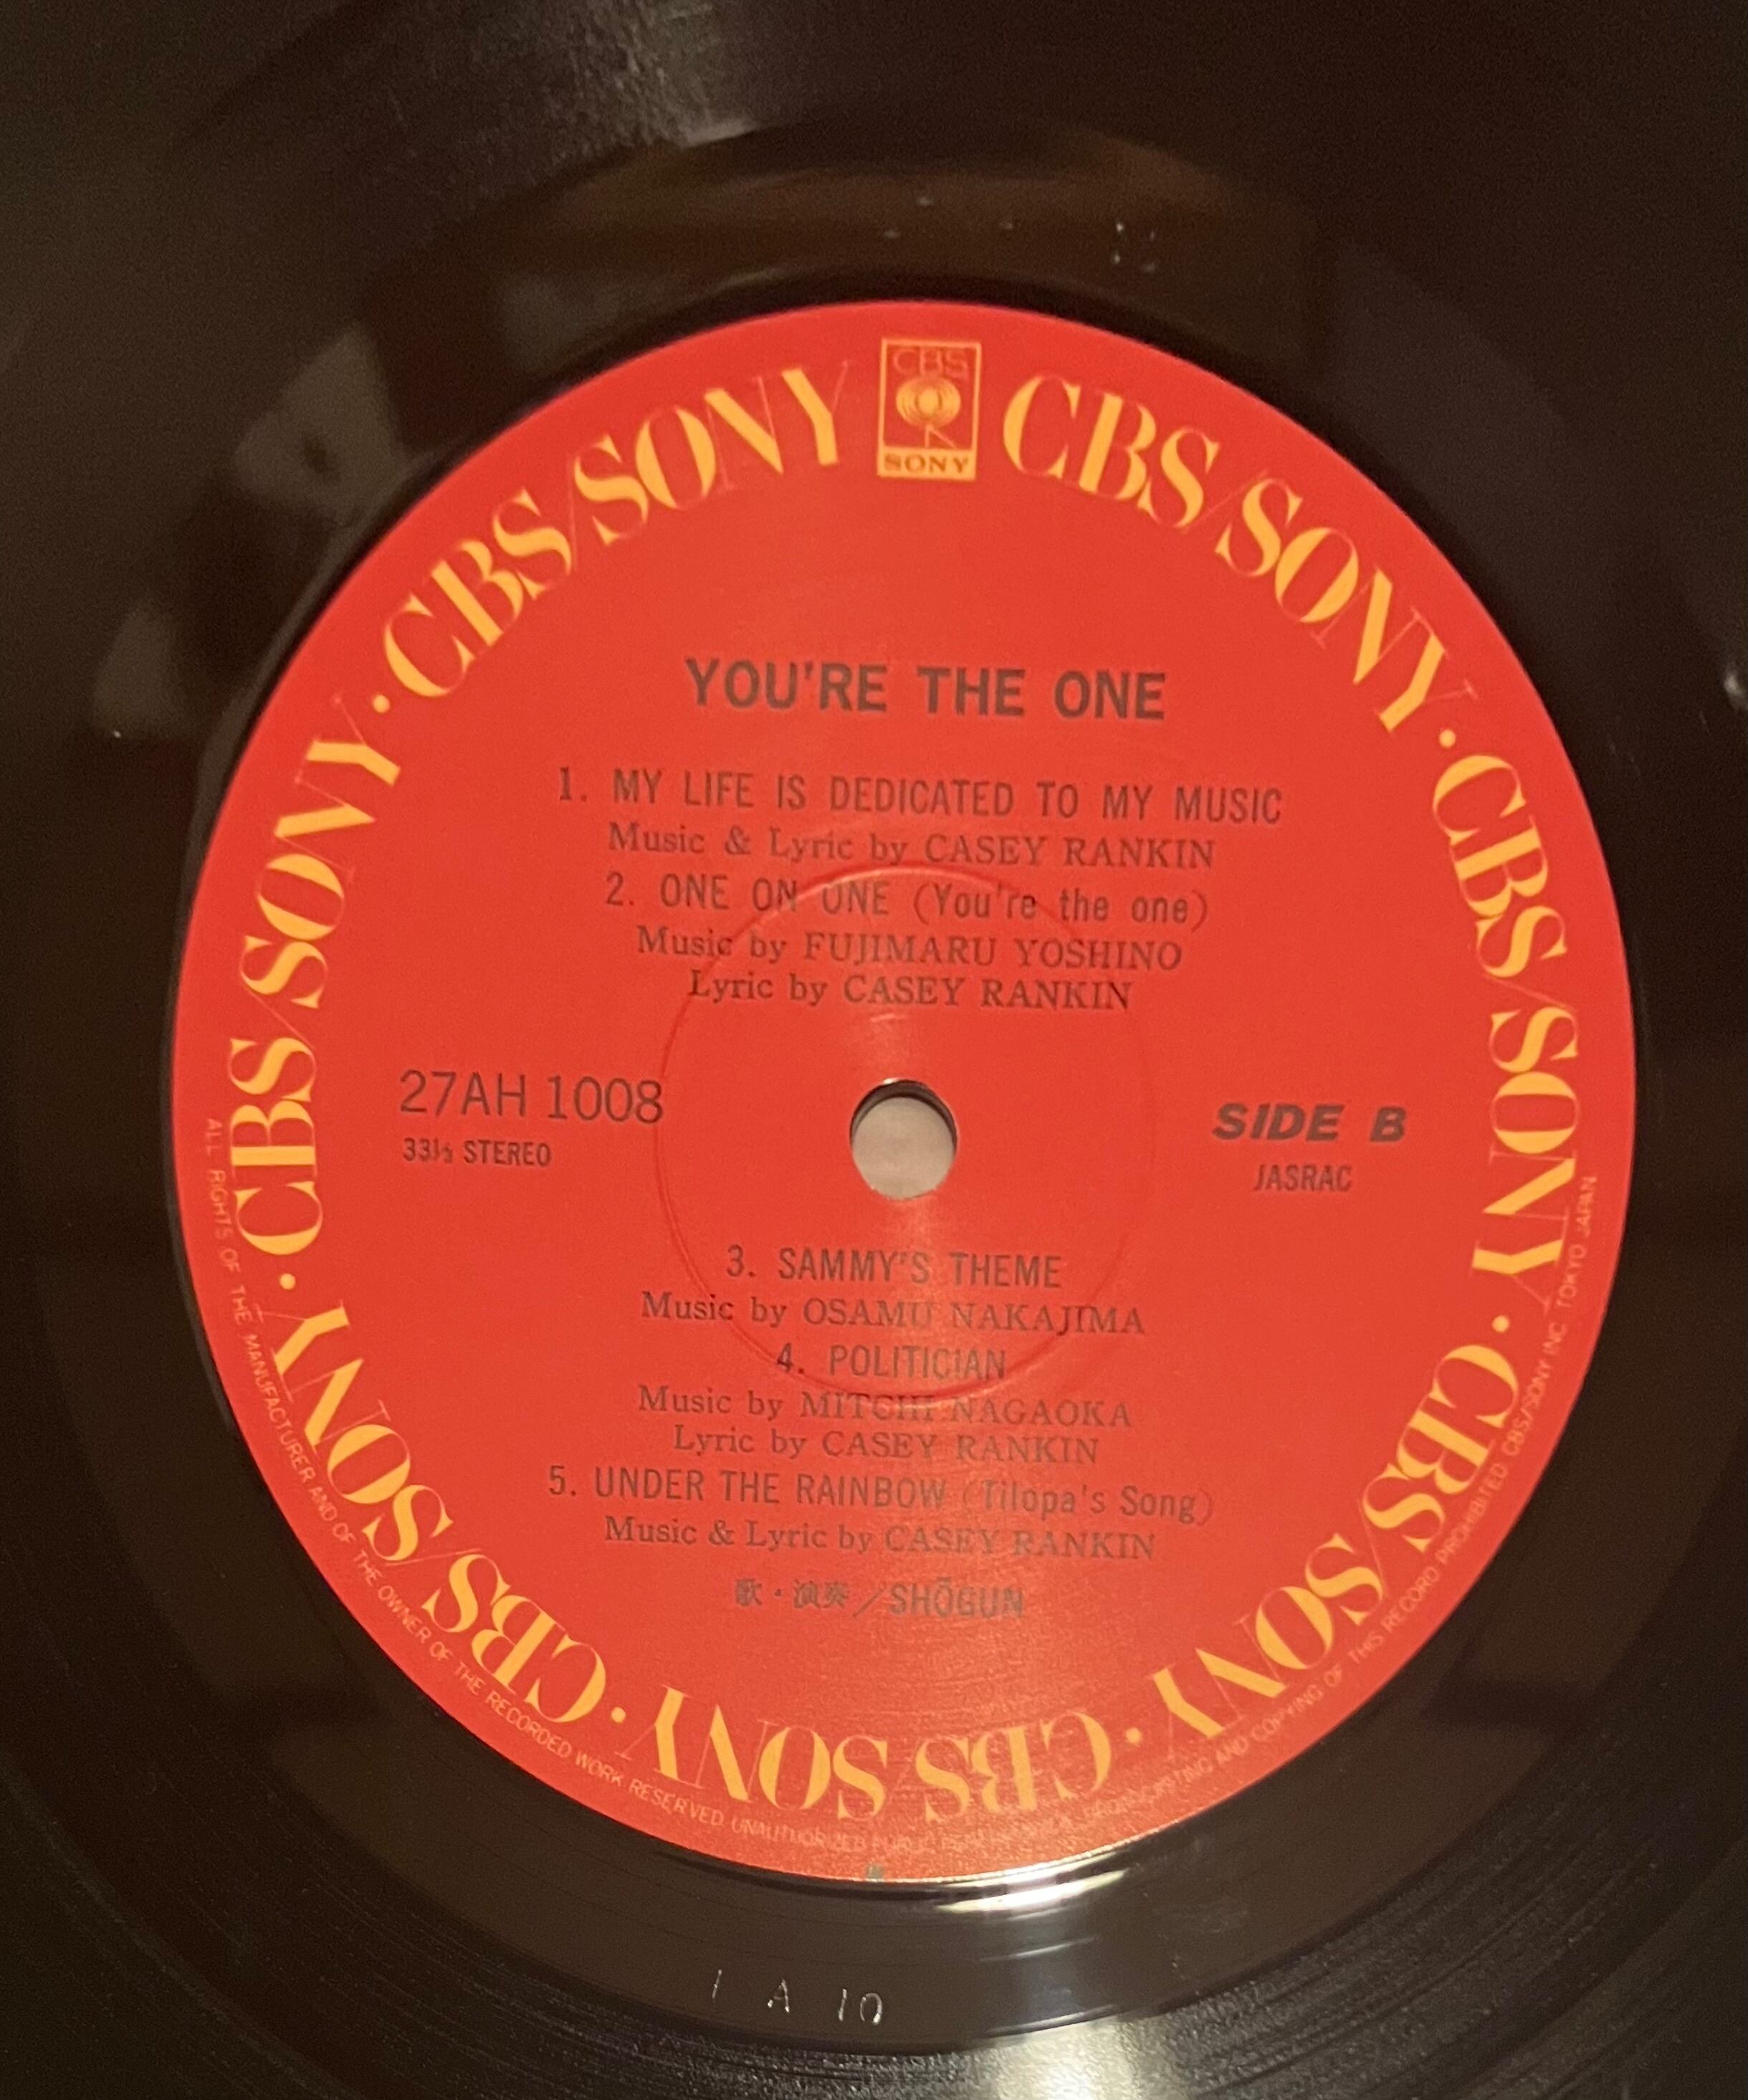 CBS
SONY
CBS/SONY · CBS/SONY · CBS/SONY · CBS/SONY · CBS/SONY · CBS/SONY · CBS/SONY
YOU'RE THE ONE
1. MY LIFE IS DEDICATED TO MY MUSIC
Music & Lyric by CASEY RANKIN
2. ONE ON ONE (You're the one)
Music by FUJIMARU YOSHINO
Lyric by CASEY RANKIN
27AH 1008
33⅓ STEREO
SIDE B
JASRAC
3. SAMMY'S THEME
Music by OSAMU NAKAJIMA
4. POLITICIAN
Music by MITCHI NAGAOKA
Lyric by CASEY RANKIN
5. UNDER THE RAINBOW (Tilopa's Song)
Music & Lyric by CASEY RANKIN
歌・演奏/SHŌGUN
ALL RIGHTS OF THE MANUFACTURER AND OF THE OWNER OF THE RECORDED WORK RESERVED. UNAUTHORIZED PUBLIC BROADCASTING AND COPYING OF THIS RECORD PROHIBITED CBS/SONY INC. TOKYO JAPAN
1 A 10